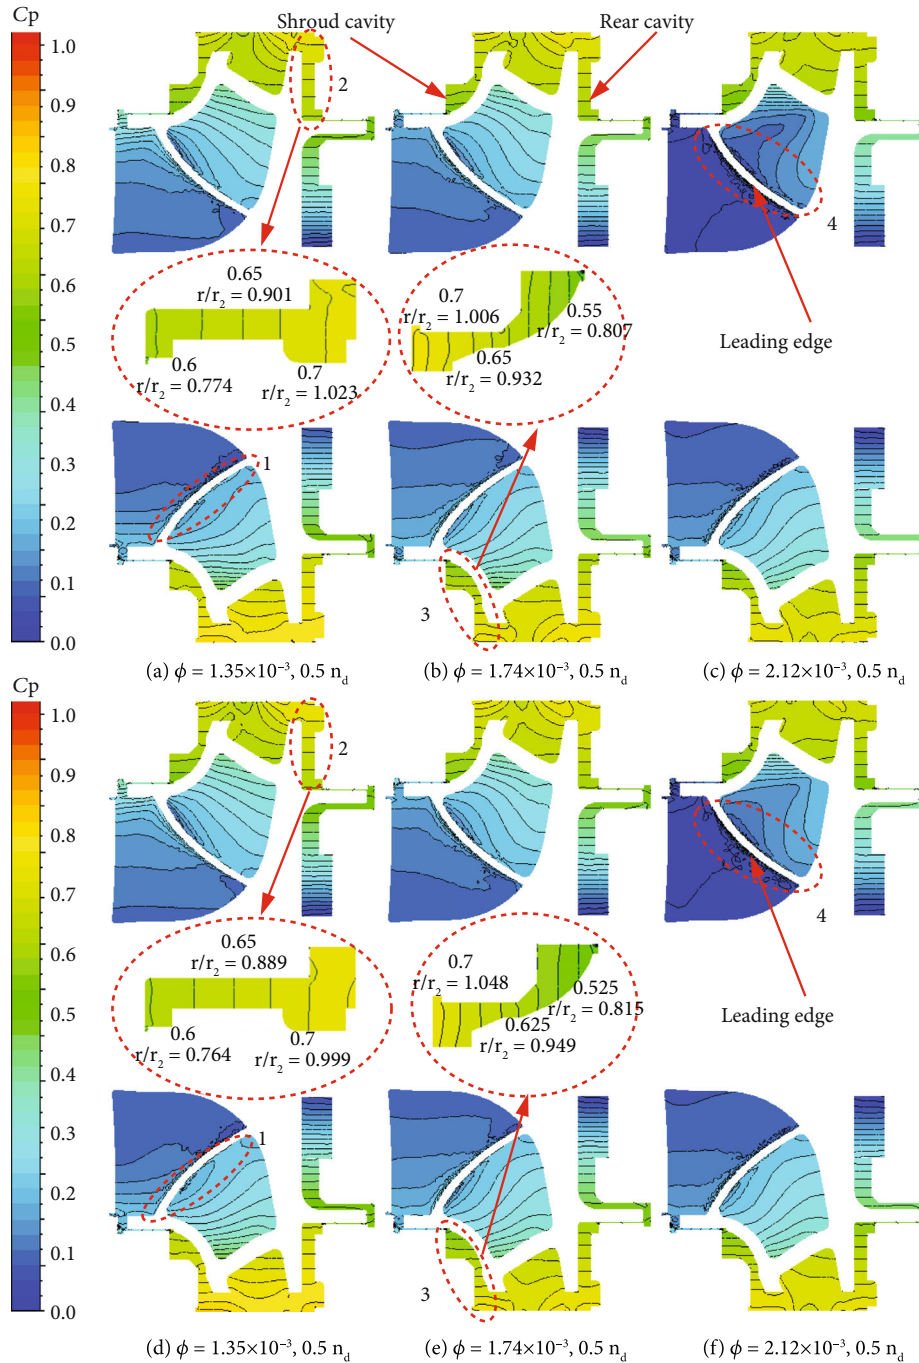 Cp
Shroud cavity
Rear cavity
1.0
0.9
0.8
0.7
0.6
0.5
0.4
0.3
0.2
0.1
0.0
2
4
Leading edge
0.65
r/r₂ = 0.901
0.6
r/r₂ = 0.774
0.7
r/r₂ = 1.023
0.7
r/r₂ = 1.006
0.55
r/r₂ = 0.807
0.65
r/r₂ = 0.932
1
3
(a) ϕ = 1.35×10⁻³, 0.5 n_d
(b) ϕ = 1.74×10⁻³, 0.5 n_d
(c) ϕ = 2.12×10⁻³, 0.5 n_d
Cp
1.0
0.9
0.8
0.7
0.6
0.5
0.4
0.3
0.2
0.1
0.0
2
4
Leading edge
0.65
r/r₂ = 0.889
0.6
r/r₂ = 0.764
0.7
r/r₂ = 0.999
0.7
r/r₂ = 1.048
0.525
r/r₂ = 0.815
0.625
r/r₂ = 0.949
1
3
(d) ϕ = 1.35×10⁻³, 0.5 n_d
(e) ϕ = 1.74×10⁻³, 0.5 n_d
(f) ϕ = 2.12×10⁻³, 0.5 n_d